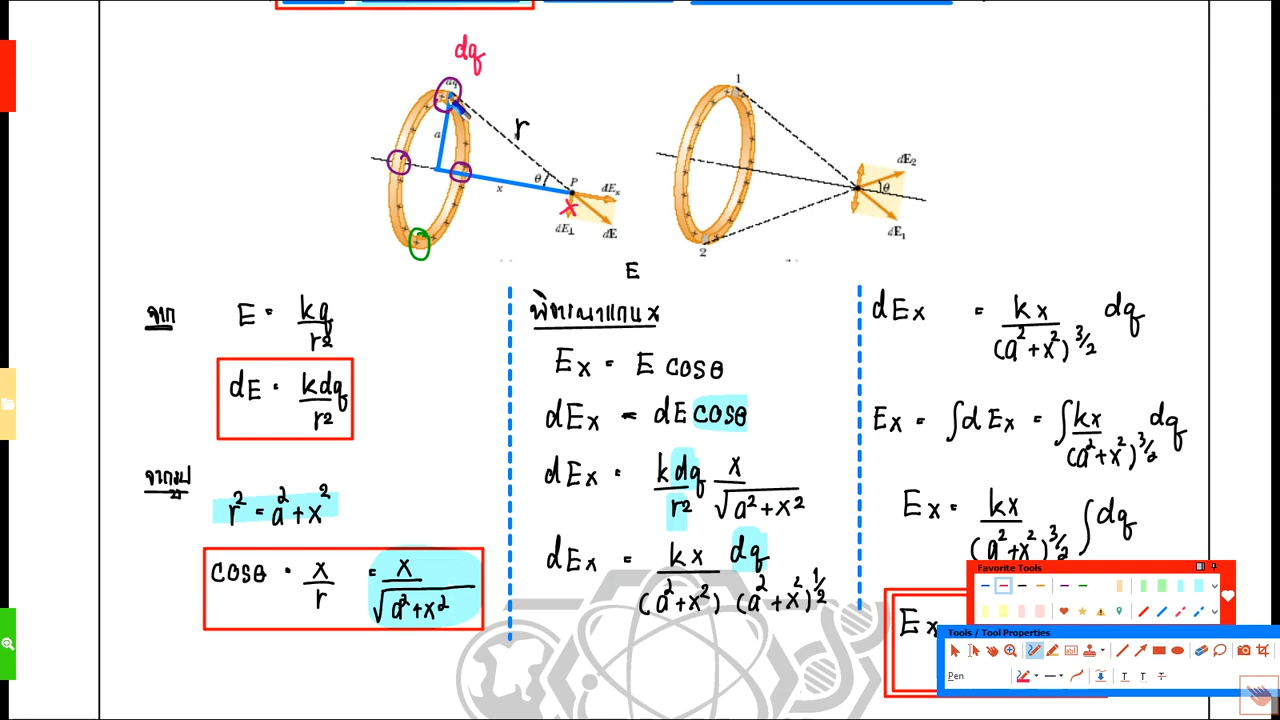 dq
dq
a
r
θ
P
x
dEx
dE⊥
dE
1
dE2
θ
dE1
2
E
จาก E = kq/r2
dE = kdq/r2
จากรูป
r2 = a2+x2
cosθ = x/r = x/√a2+x2
พิจารณาแกน x
Ex = E cosθ
dEx = dE cosθ
dEx = kdq/r2 x/√a2+x2
dEx = kx dq/(a2+x2) (a2+x2)1/2
dEx = kx/(a2+x2)3/2 dq
Ex = ∫dEx = ∫kx/(a2+x2)3/2 dq
Ex = kx/(a2+x2)3/2 ∫dq
Ex
Favorite Tools
Tools / Tool Properties
Pen